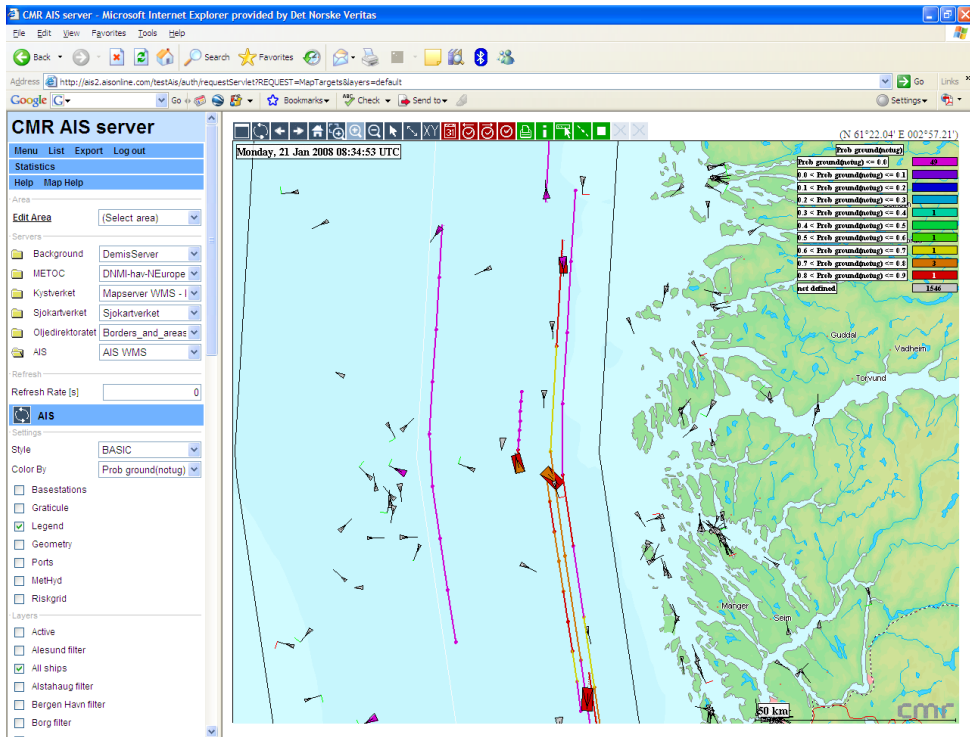 CMR AIS server - Microsoft Internet Explorer provided by Det Norske Veritas
File Edit View Favorites Tools Help
Back Search Favorites
Address http://ais2.aisonline.com/testAis/auth/requestServlet?REQUEST=MapTargets&layers=default Go Links »
Google G Go Bookmarks Check Send to Settings
CMR AIS server
Menu List Export Log out
Statistics
Help Map Help
Area
Edit Area (Select area)
Servers
Background DemisServer
METOC DNMI-hav-NEurope
Kystverket Mapserver WMS - I
Sjokartverket Sjokartverket
Oljedirektoratet Borders_and_areas
AIS AIS WMS
Refresh
Refresh Rate [s] 0
AIS
Settings
Style BASIC
Color By Prob ground(notug)
Basestations
Graticule
Legend
Geometry
Ports
MetHyd
Riskgrid
Layers
Active
Alesund filter
All ships
Alstahaug filter
Bergen Havn filter
Borg filter
XY 31
(N 61°22.04' E 002°57.21')
Monday, 21 Jan 2008 08:34:53 UTC
Prob ground(notug)
Prob ground(notug) <= 0.0 49
0.0 < Prob ground(notug) <= 0.1
0.1 < Prob ground(notug) <= 0.2
0.2 < Prob ground(notug) <= 0.3
0.3 < Prob ground(notug) <= 0.4 1
0.4 < Prob ground(notug) <= 0.5
0.5 < Prob ground(notug) <= 0.6 1
0.6 < Prob ground(notug) <= 0.7 1
0.7 < Prob ground(notug) <= 0.8 3
0.8 < Prob ground(notug) <= 0.9 1
not defined 1546
Guddal
Vadheim
Torvund
Manger
Seim
50 km
cmr